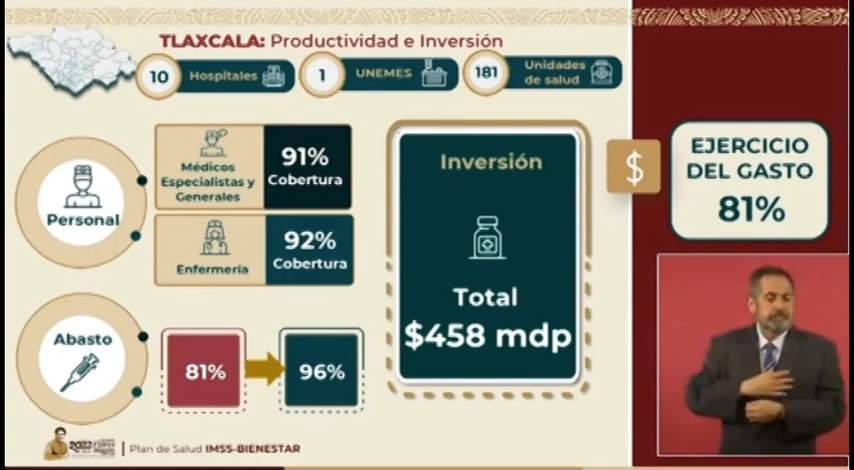 TLAXCALA: Productividad e Inversión
10 Hospitales
1 UNEMES
181 Unidades de salud
Personal
Médicos
Especialistas y
Generales
91%
Cobertura
Enfermería
92%
Cobertura
Abasto
81%
96%
Inversión
Total
$458 mdp
$
EJERCICIO
DEL GASTO
81%
2022
Plan de Salud IMSS-BIENESTAR